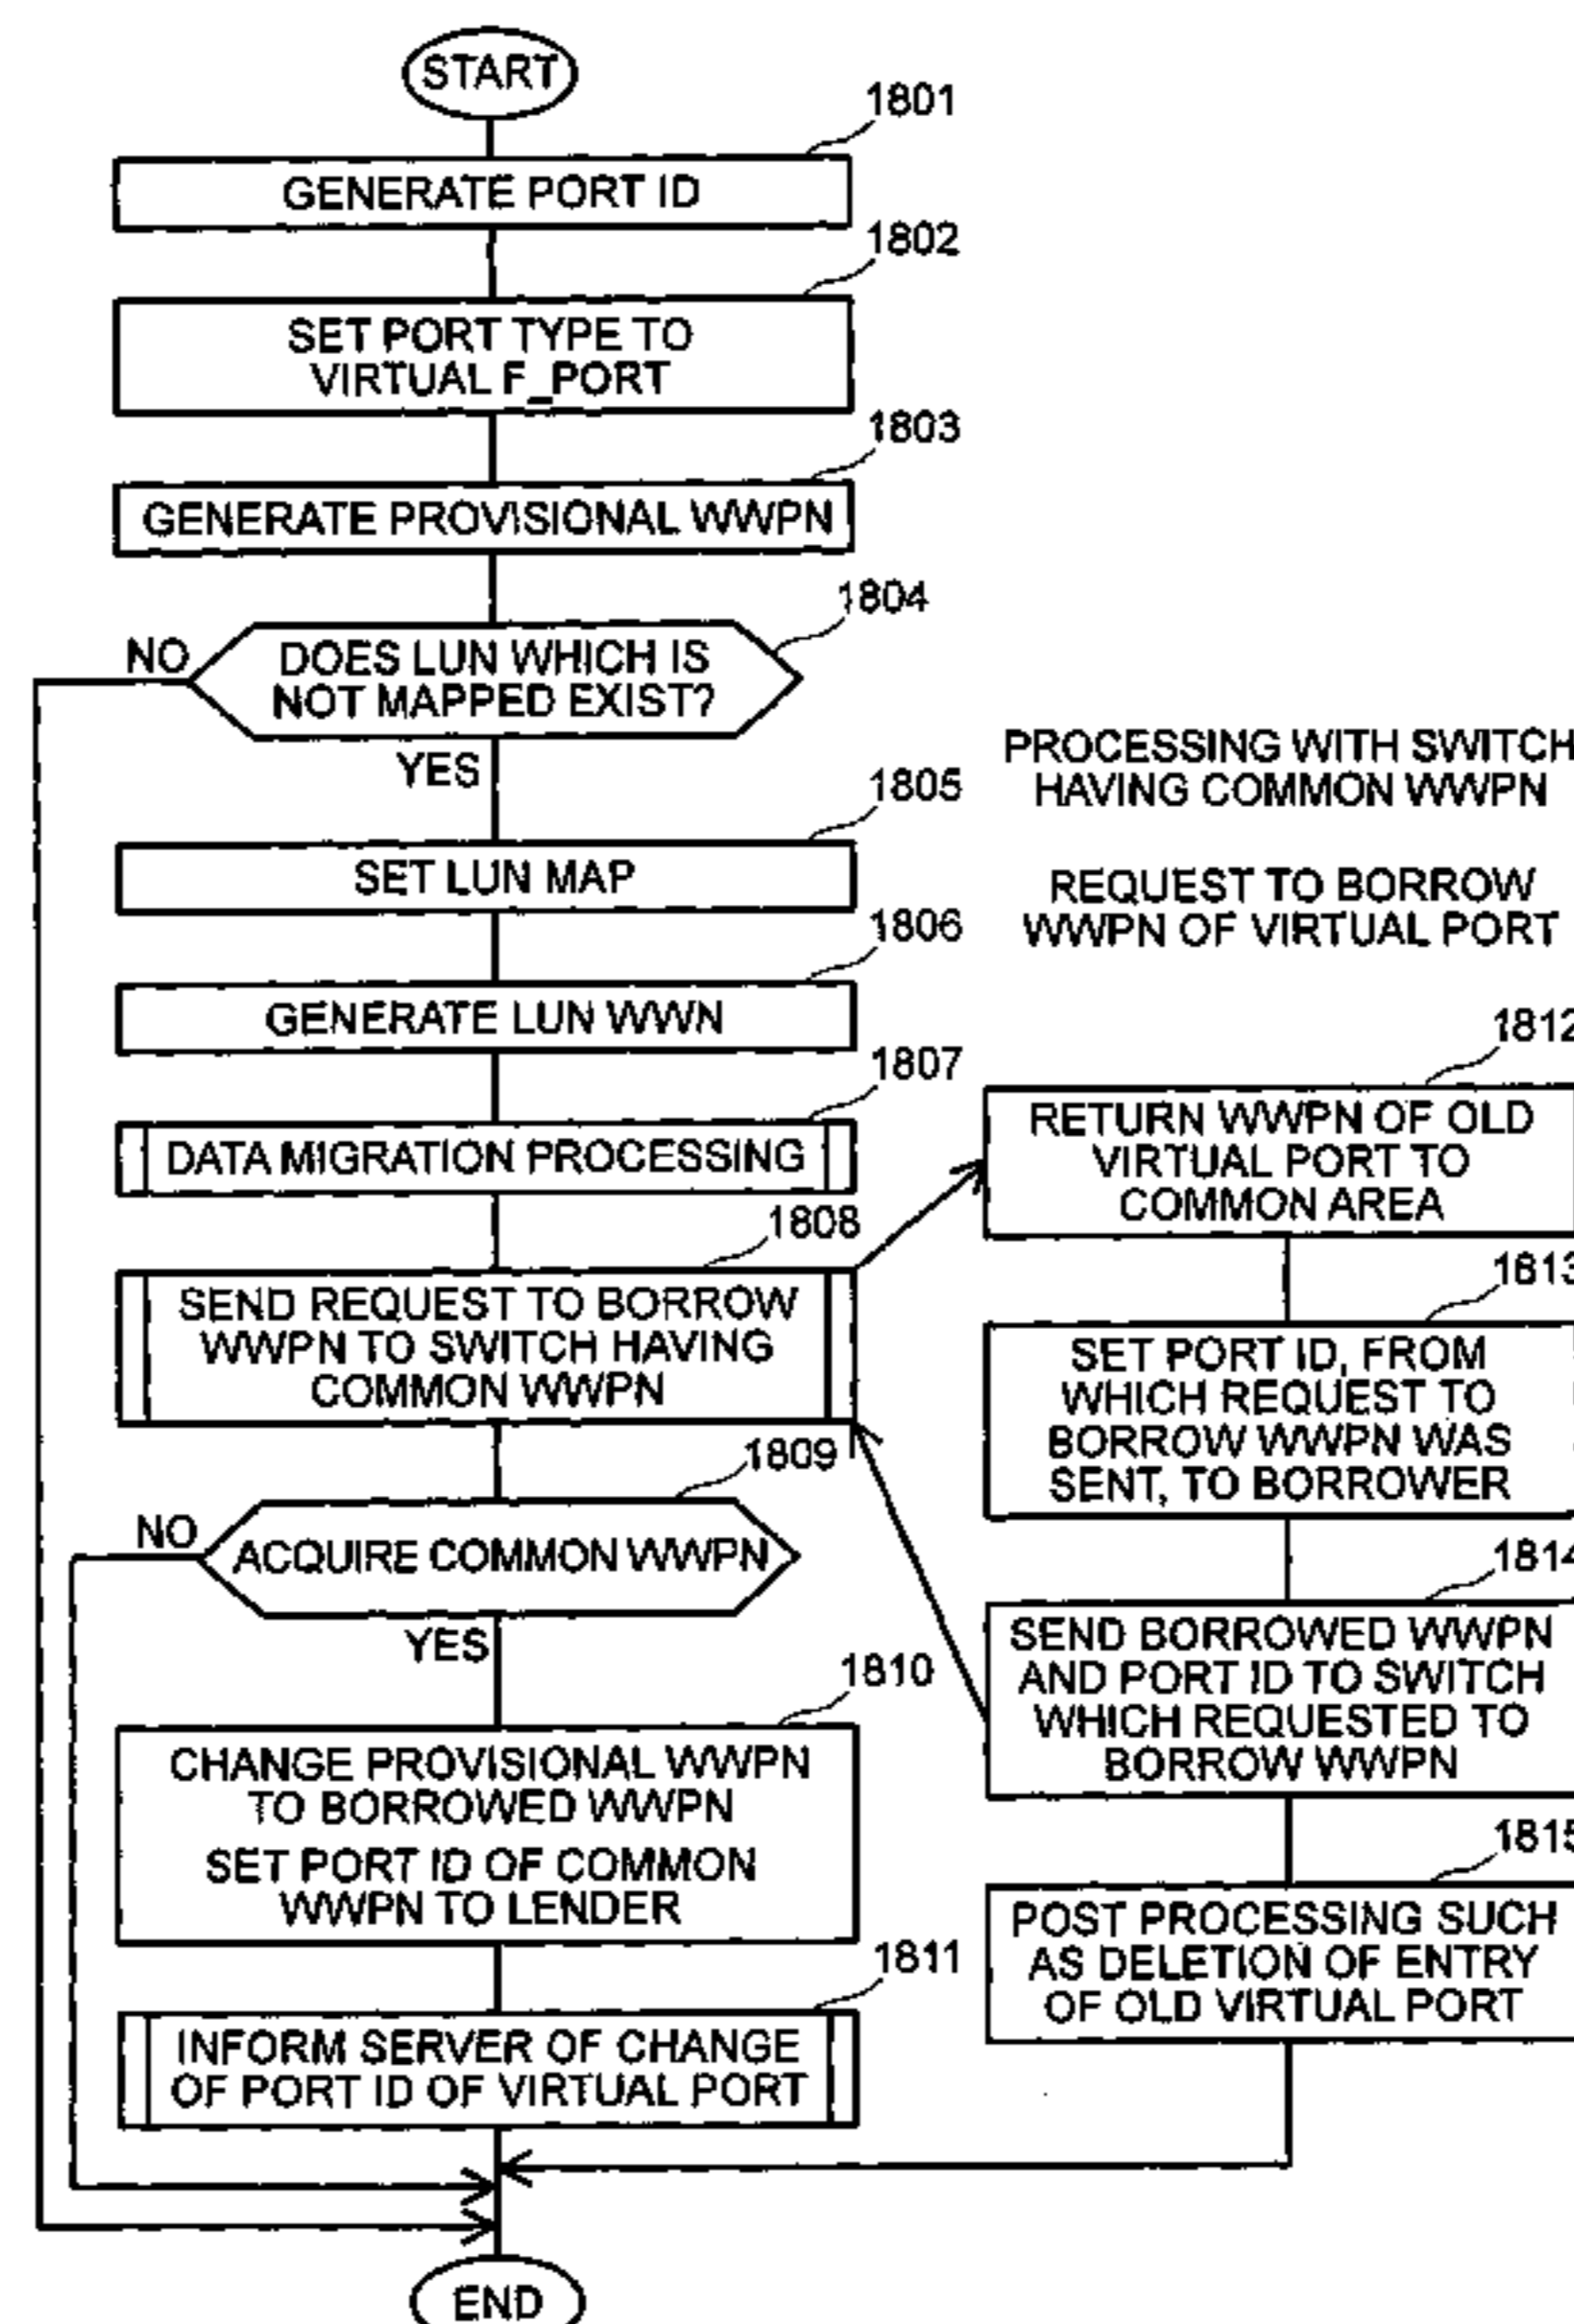 START
1801
GENERATE PORT ID
1802
SET PORT TYPE TO
VIRTUAL F_PORT
1803
GENERATE PROVISIONAL WWPN
1804
NO
DOES LUN WHICH IS
NOT MAPPED EXIST?
YES
1805
SET LUN MAP
1806
GENERATE LUN WWN
1807
DATA MIGRATION PROCESSING
1808
SEND REQUEST TO BORROW
WWPN TO SWITCH HAVING
COMMON WWPN
1809
NO
ACQUIRE COMMON WWPN
YES
1810
CHANGE PROVISIONAL WWPN
TO BORROWED WWPN
SET PORT ID OF COMMON
WWPN TO LENDER
1811
INFORM SERVER OF CHANGE
OF PORT ID OF VIRTUAL PORT
END
PROCESSING WITH SWITCH
HAVING COMMON WWPN
REQUEST TO BORROW
WWPN OF VIRTUAL PORT
1812
RETURN WWPN OF OLD
VIRTUAL PORT TO
COMMON AREA
1813
SET PORT ID, FROM
WHICH REQUEST TO
BORROW WWPN WAS
SENT, TO BORROWER
1814
SEND BORROWED WWPN
AND PORT ID TO SWITCH
WHICH REQUESTED TO
BORROW WWPN
1815
POST PROCESSING SUCH
AS DELETION OF ENTRY
OF OLD VIRTUAL PORT